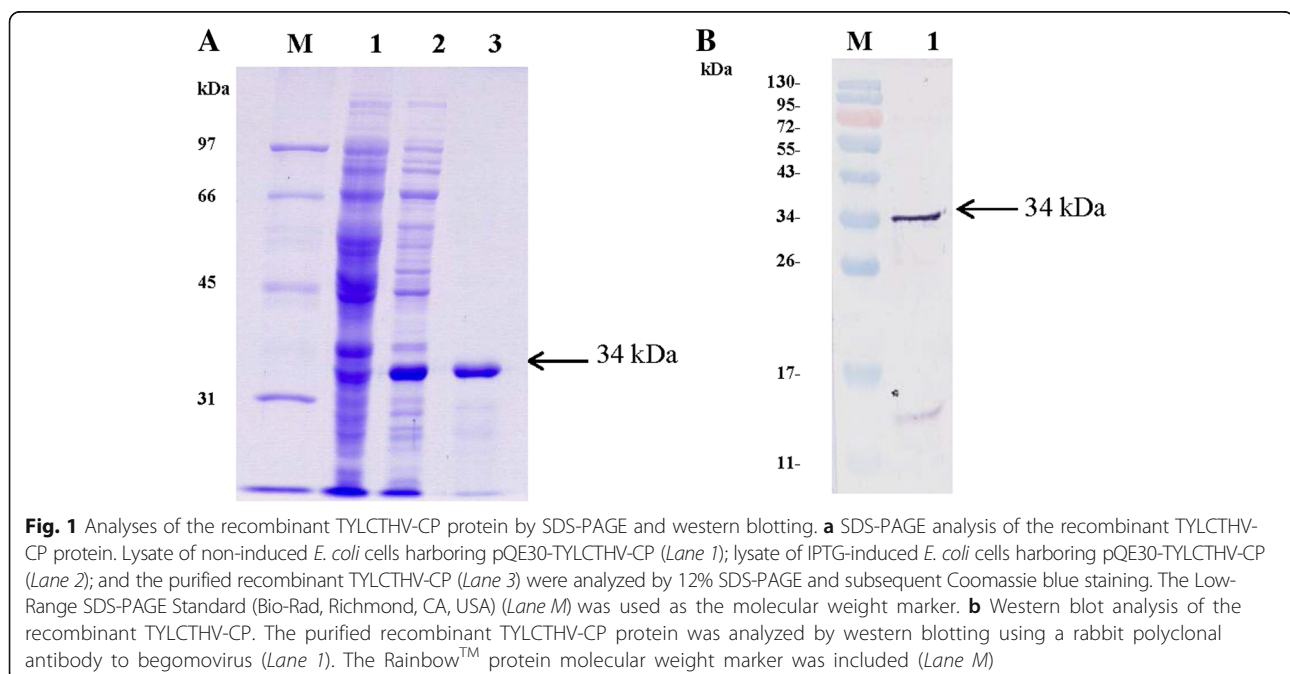 A M 1 2 3
kDa
97
66
45
31
34 kDa
B M 1
kDa
130-
95-
72-
55-
43-
34-
26-
17-
11-
34 kDa
Fig. 1 Analyses of the recombinant TYLCTHV-CP protein by SDS-PAGE and western blotting. a SDS-PAGE analysis of the recombinant TYLCTHV-
CP protein. Lysate of non-induced E. coli cells harboring pQE30-TYLCTHV-CP (Lane 1); lysate of IPTG-induced E. coli cells harboring pQE30-TYLCTHV-CP
(Lane 2); and the purified recombinant TYLCTHV-CP (Lane 3) were analyzed by 12% SDS-PAGE and subsequent Coomassie blue staining. The Low-
Range SDS-PAGE Standard (Bio-Rad, Richmond, CA, USA) (Lane M) was used as the molecular weight marker. b Western blot analysis of the
recombinant TYLCTHV-CP. The purified recombinant TYLCTHV-CP protein was analyzed by western blotting using a rabbit polyclonal
antibody to begomovirus (Lane 1). The Rainbow™ protein molecular weight marker was included (Lane M)